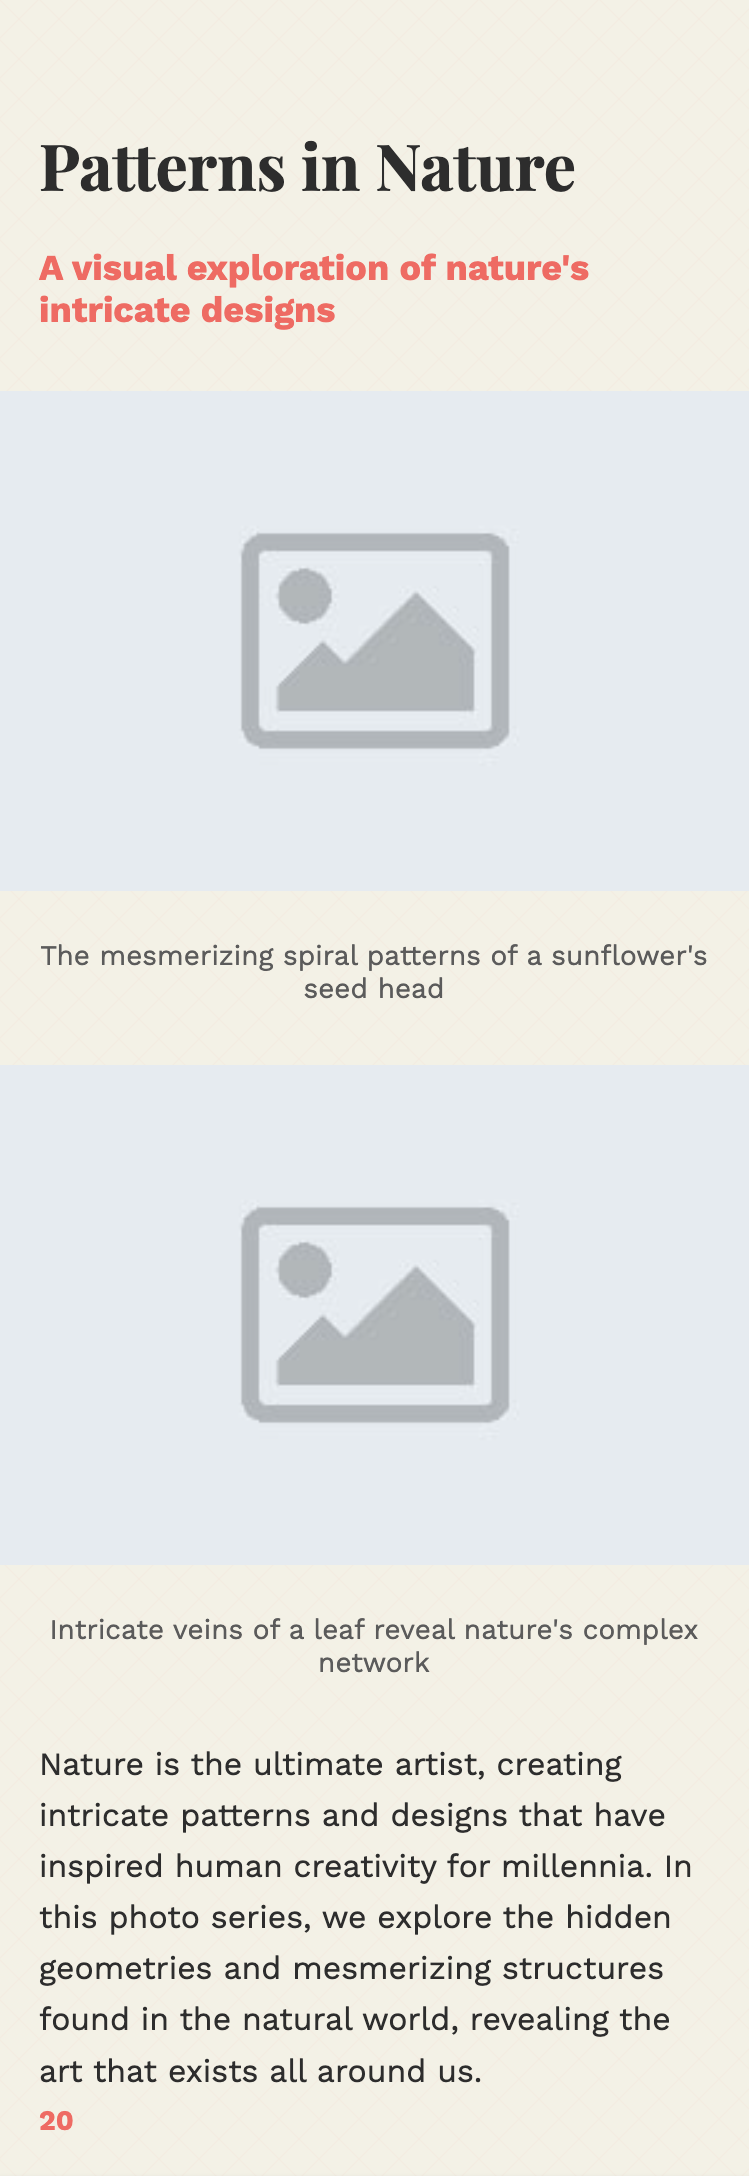 Patterns in Nature
A visual exploration of nature's
intricate designs
The mesmerizing spiral patterns of a sunflower's
seed head
Intricate veins of a leaf reveal nature's complex
network
Nature is the ultimate artist, creating
intricate patterns and designs that have
inspired human creativity for millennia. In
this photo series, we explore the hidden
geometries and mesmerizing structures
found in the natural world, revealing the
art that exists all around us.
20